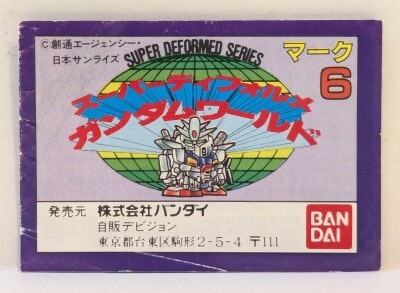 ©創通エージェンシー・
日本サンライズ
SUPER DEFORMED SERIES
マーク
6
スーパーディフォルメ
ガンダムワールド
発売元 株式会社バンダイ
自販デビジョン
東京都台東区駒形2-5-4 〒111
BAN
DAI